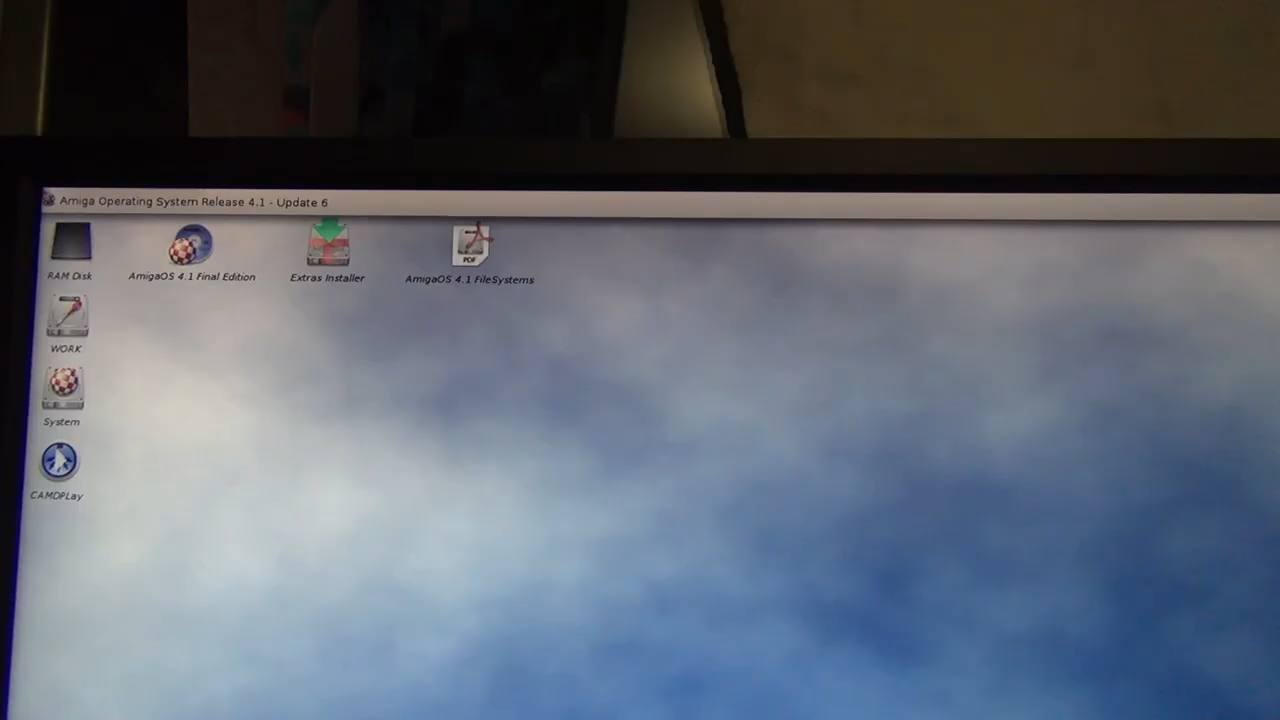 Amiga Operating System Release 4.1 - Update 6
RAM Disk
AmigaOS 4.1 Final Edition
Extras Installer
PDF
AmigaOS 4.1 FileSystems
WORK
System
CAMDPLay